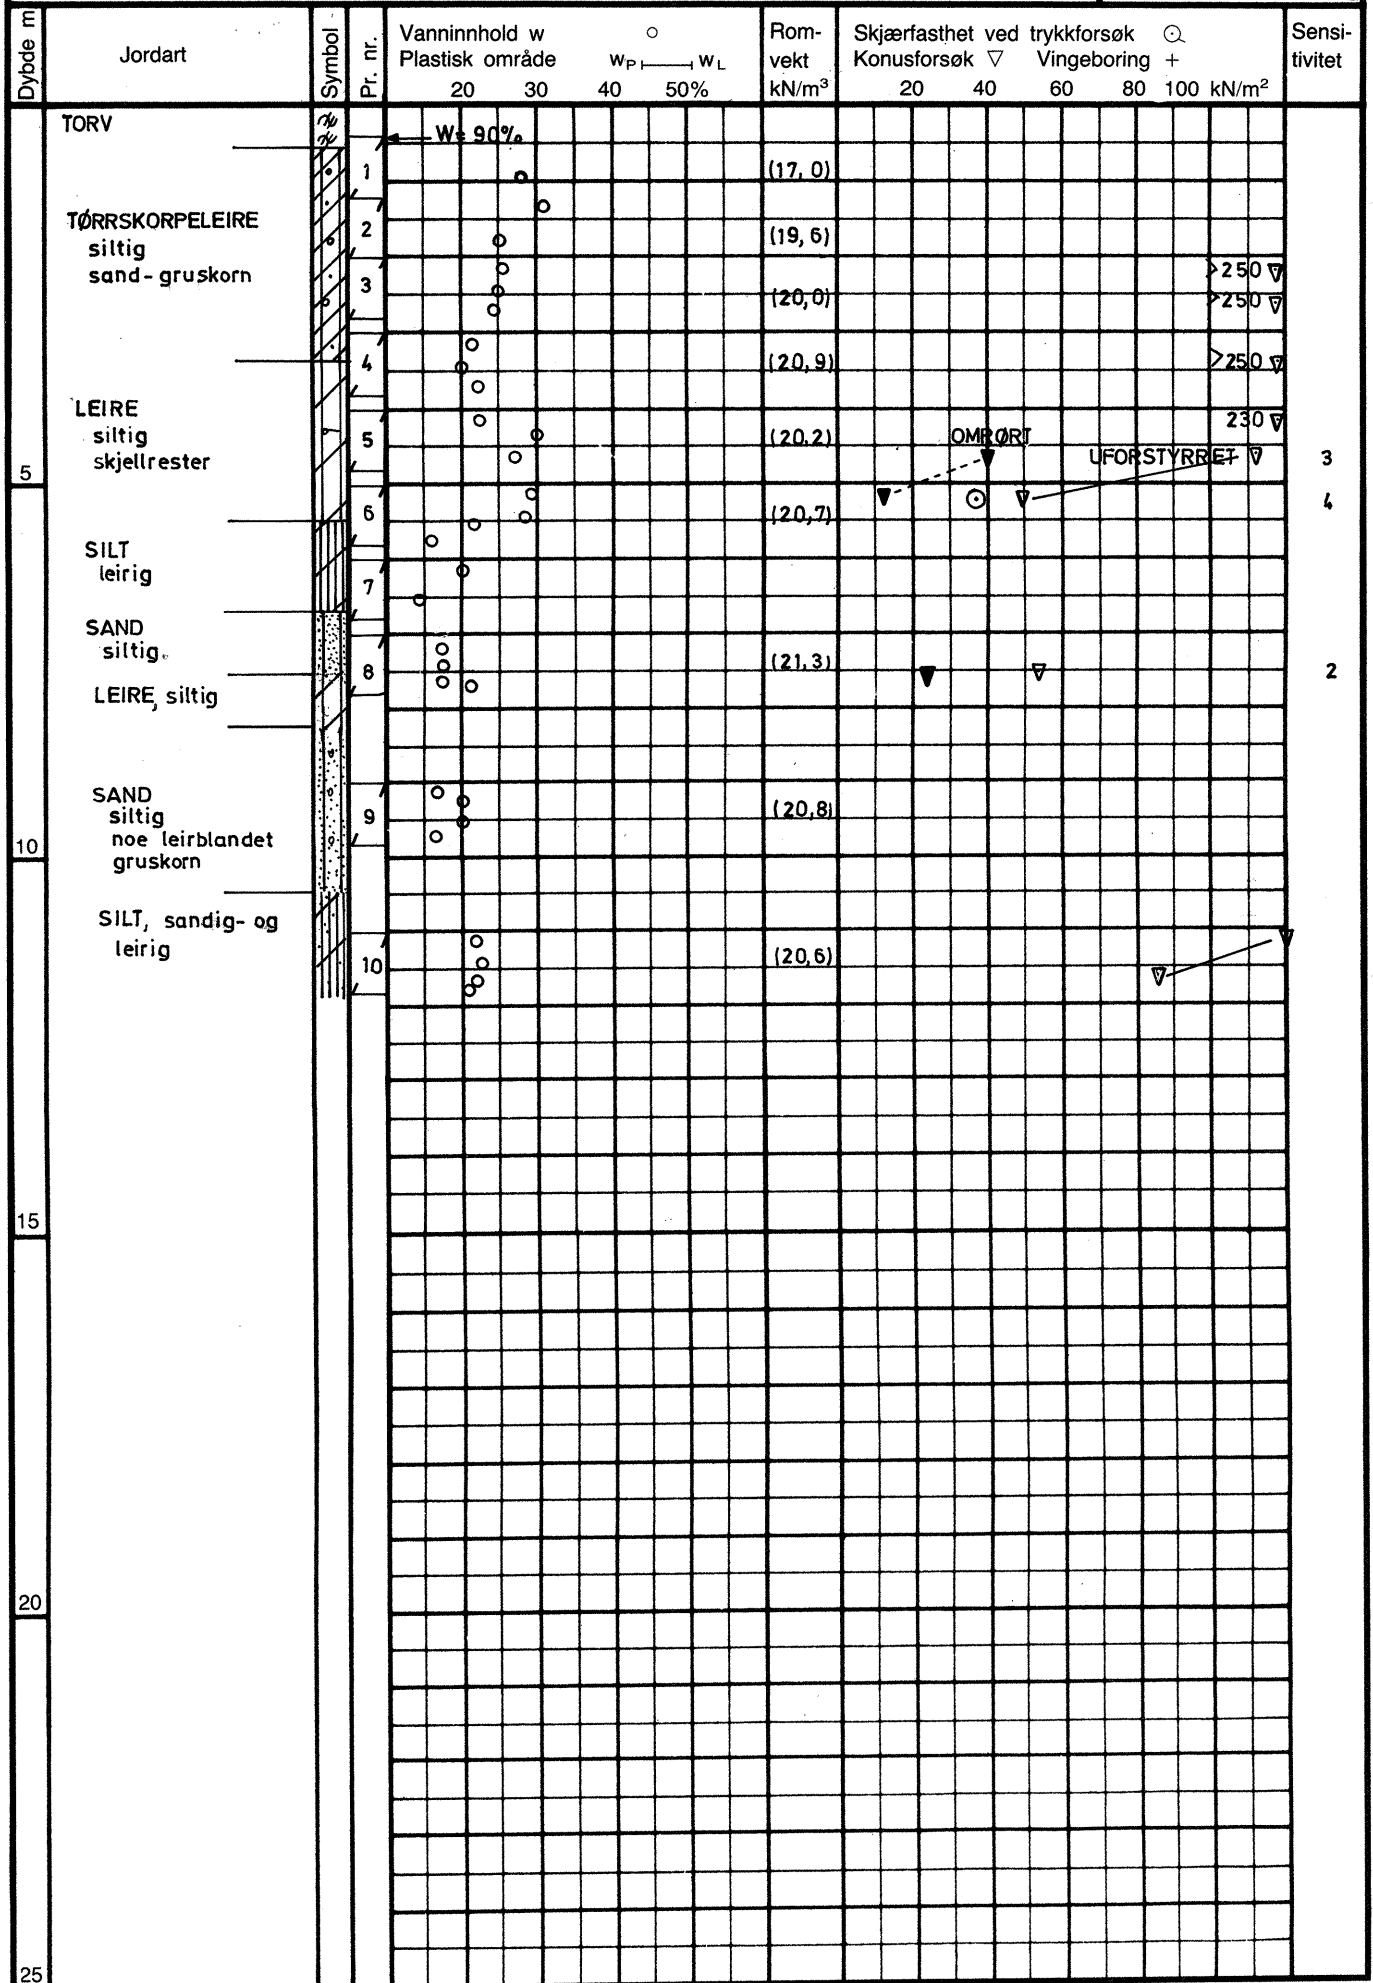 Dybde m
Jordart
Symbol
Pr. nr.
Vanninnhold w
Plastisk område wP wL
20 30 40 50%
Rom-
vekt
kN/m³
Skjærfasthet ved trykkforsøk
Konusforsøk ▽ Vingeboring +
20 40 60 80 100 kN/m²
Sensi-
tivitet
TORV
W= 90%
1 (17,0)
TØRRSKORPELEIRE
2 (19,6)
siltig
sand-gruskorn
>250
3 (20,0) >250
4 (20,9) >250
LEIRE
230
siltig
5 (20,2) OMRØRT
skjellrester
UFORSTYRRET 3
5
4
6 (20,7)
SILT
leirig
7
SAND
siltig.
8 (21,3) 2
LEIRE, siltig
SAND
siltig
9 (20,8)
noe leirblandet
10
gruskorn
SILT, sandig- og
leirig
10 (20,6)
15
20
25